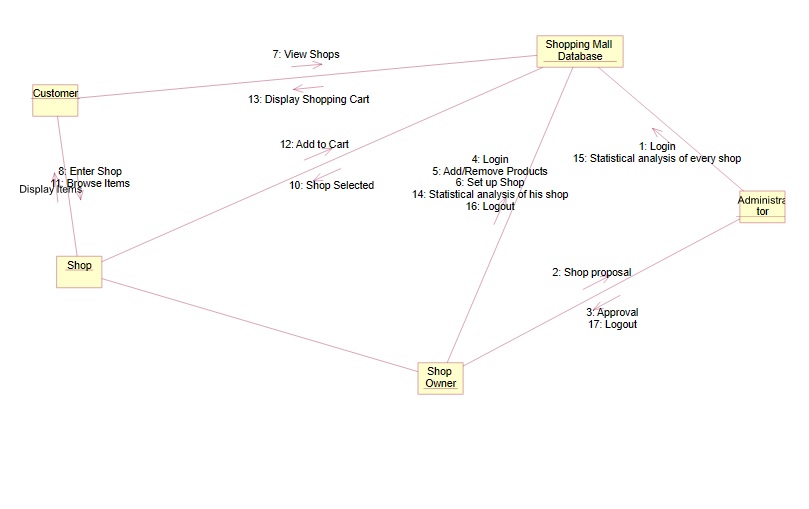 Shopping Mall
Database
7: View Shops
Customer
13: Display Shopping Cart
12: Add to Cart
1: Login
15: Statistical analysis of every shop
4: Login
5: Add/Remove Products
6: Set up Shop
14: Statistical analysis of his shop
16: Logout
8: Enter Shop
11: Browse Items
Display Items
10: Shop Selected
Administra
tor
Shop
2: Shop proposal
3: Approval
17: Logout
Shop
Owner